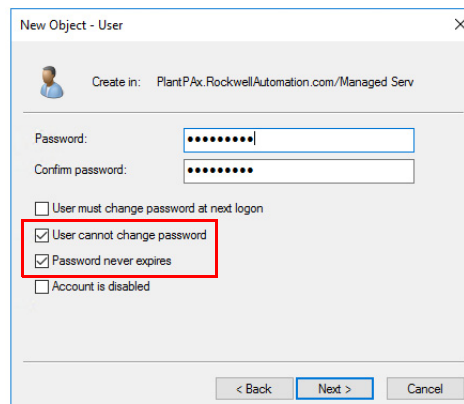 New Object - User
Create in: PlantPAx.RockwellAutomation.com/Managed Serv
Password:
Confirm password:
User must change password at next logon
User cannot change password
Password never expires
Account is disabled
< Back Next > Cancel